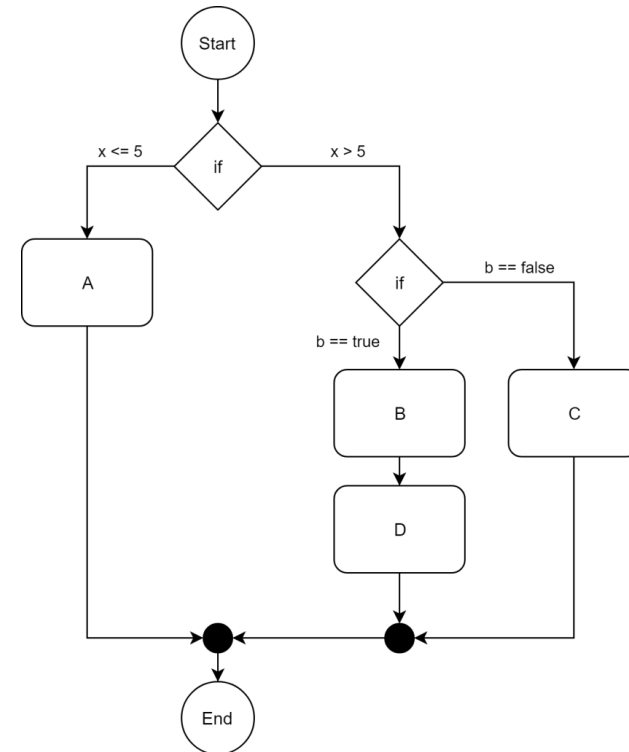 Start
if
x <= 5
x > 5
A
if
b == false
b == true
B
C
D
End